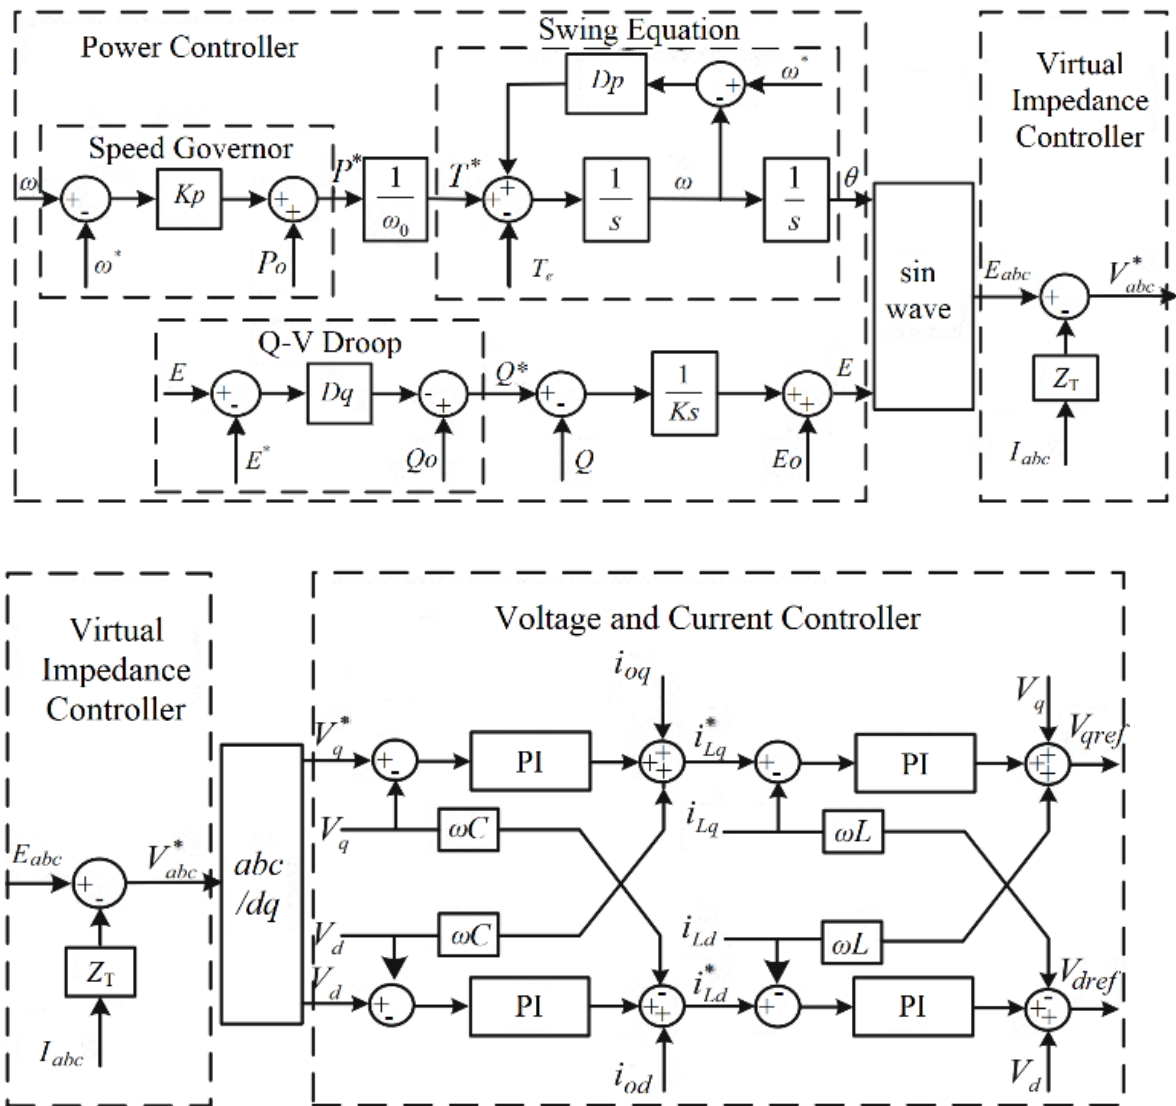 Power Controller
Swing Equation
Virtual
Impedance
Controller
Dp
-
+
ω*
Speed Governor
ω
+
-
Kp
+
+
P*
1
ω0
T*
+
+
-
1
s
ω
1
s
θ
ω*
Po
Te
sin
wave
Eabc
+
-
V*abc
ZT
Iabc
Q-V Droop
E
+
-
Dq
-
+
Q*
+
-
1
Ks
+
+
E
E*
Qo
Q
Eo
Virtual
Impedance
Controller
Voltage and Current Controller
ioq
Vq
V*q
+
-
PI
+
+
+
i*Lq
+
-
PI
+
+
+
Vqref
Vq
ωC
iLq
ωL
Eabc
+
-
V*abc
abc
/dq
Vd
ωC
iLd
ωL
ZT
Vd
+
-
PI
+
-
+
i*Ld
+
-
PI
+
-
+
Vdref
Iabc
iod
Vd